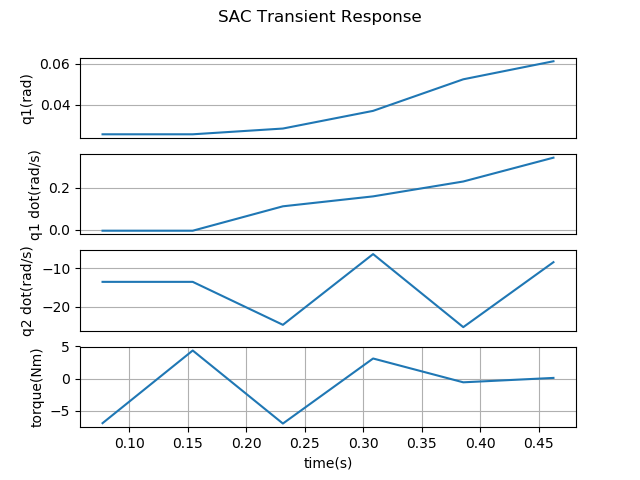 SAC Transient Response
q1(rad)
0.06
0.04
q1 dot(rad/s)
0.2
0.0
q2 dot(rad/s)
−10
−20
torque(Nm)
5
0
−5
0.10 0.15 0.20 0.25 0.30 0.35 0.40 0.45
time(s)